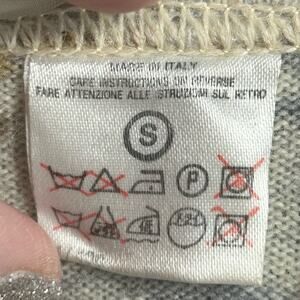 MADE IN ITALY
CARE INSTRUCTIONS ON REVERSE
FARE ATTENZIONE ALLE ISTRUZIONI SUL RETRO
S
P